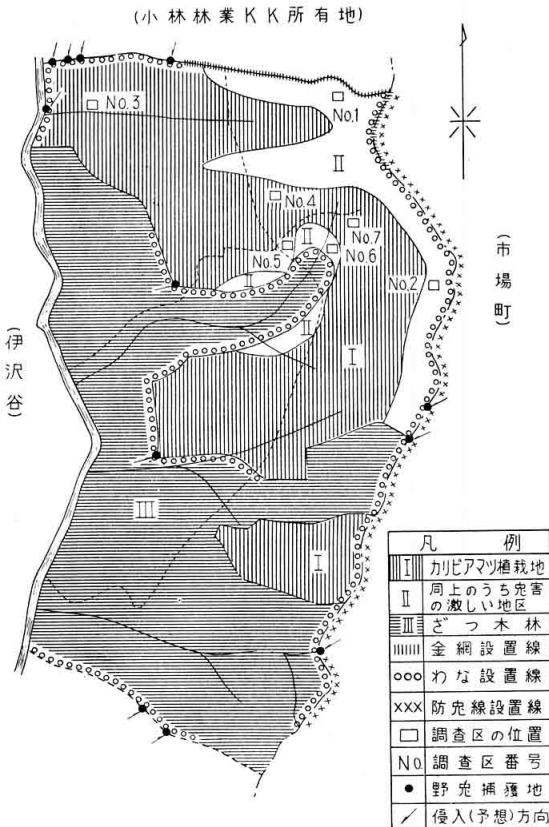 (小林林業KK所有地)
No.3
No.1
II
No.4
II
No.7
No.5
No.6
No.2
II
II
I
(市場町)
(伊沢谷)
III
I
凡例
I カリビアマツ植栽地
II 同上のうち兎害
の激しい地区
III ざつ木林
金網設置線
わな設置線
××× 防兎線設置線
調査区の位置
No. 調査区番号
野兎捕獲地
侵入(予想)方向